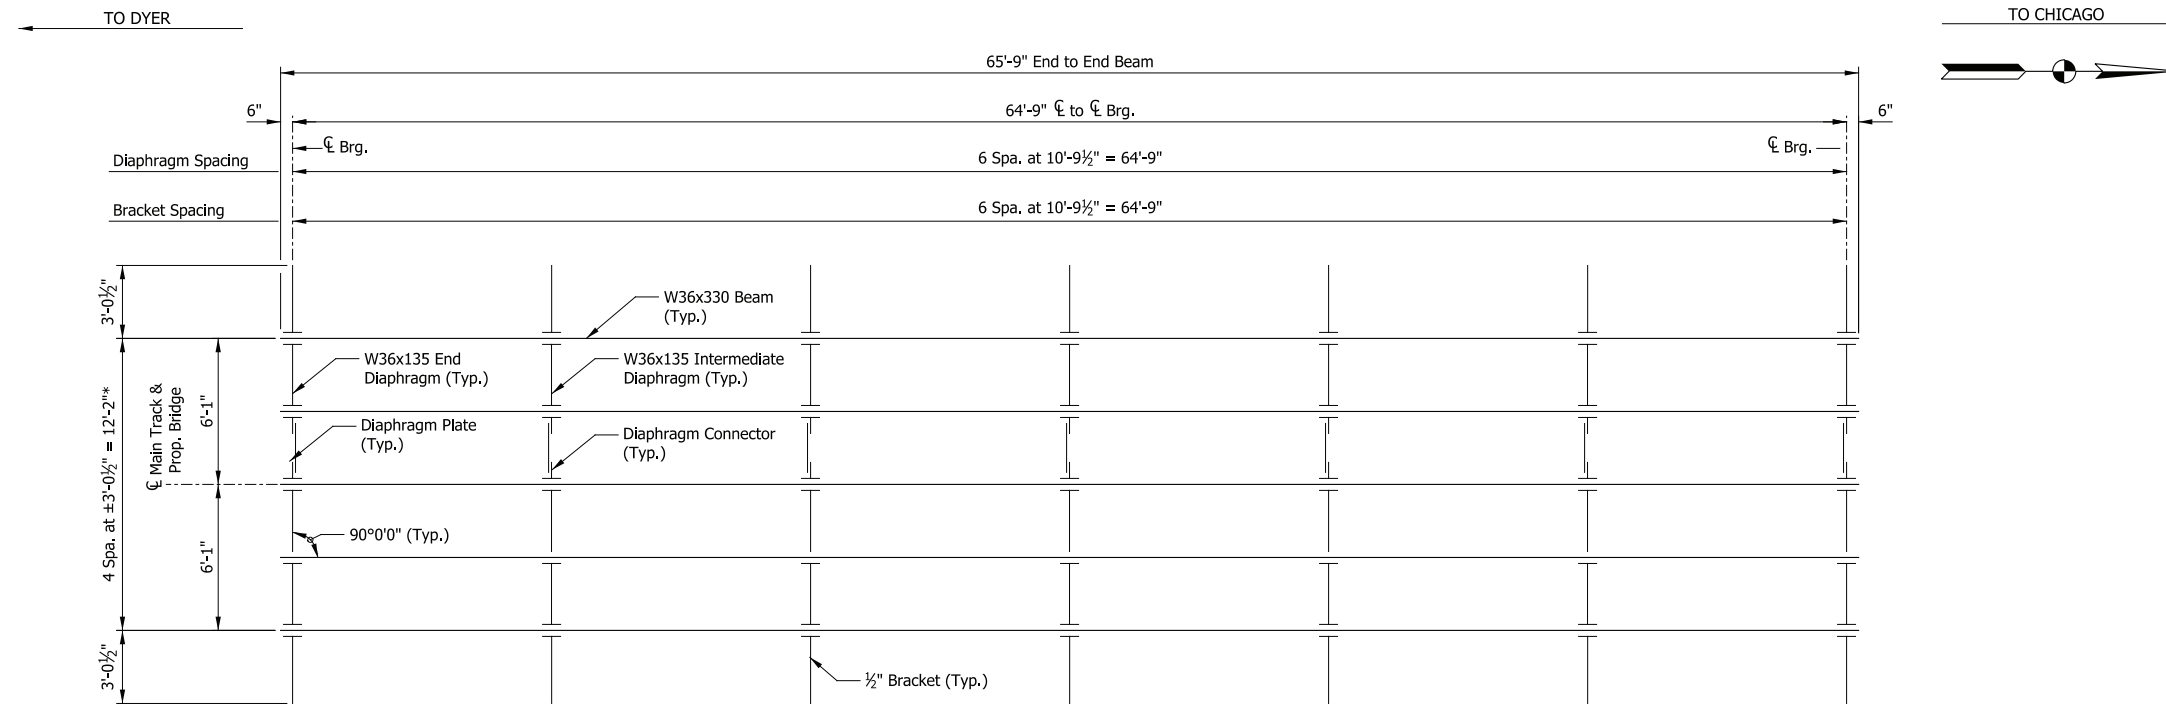 TO DYER
TO CHICAGO
65'-9" End to End Beam
6"
64'-9" ℄ to ℄ Brg.
6"
℄ Brg.
℄ Brg.
Diaphragm Spacing
6 Spa. at 10'-9½" = 64'-9"
Bracket Spacing
6 Spa. at 10'-9½" = 64'-9"
3'-0½"
W36x330 Beam
(Typ.)
W36x135 End
Diaphragm (Typ.)
W36x135 Intermediate
Diaphragm (Typ.)
4 Spa. at ±3'-0½" = 12'-2"*
℄ Main Track &
Prop. Bridge
6'-1"
Diaphragm Plate
(Typ.)
Diaphragm Connector
(Typ.)
90°0'0" (Typ.)
6'-1"
3'-0½"
½" Bracket (Typ.)